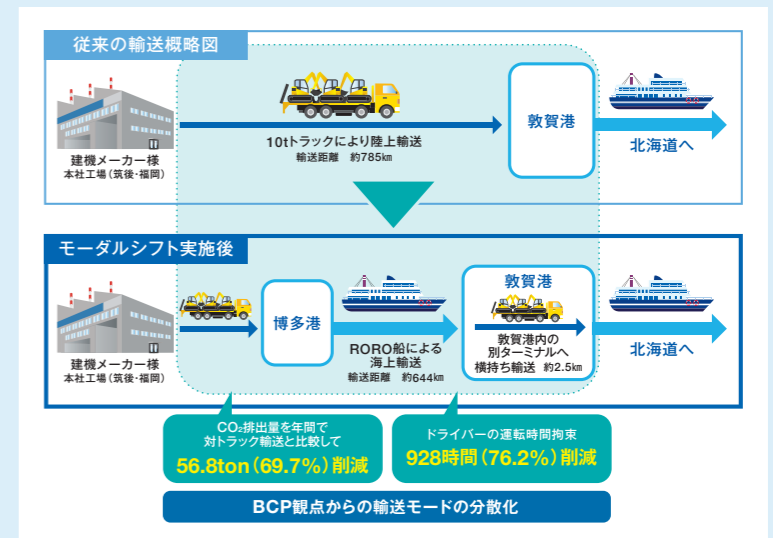 従来の輸送概略図
建機メーカー様
本社工場（筑後・福岡）
10tトラックにより陸上輸送
輸送距離　約785㎞
敦賀港
北海道へ
モーダルシフト実施後
建機メーカー様
本社工場（筑後・福岡）
博多港
RORO船による
海上輸送
輸送距離　約644㎞
敦賀港
敦賀港内の
別ターミナルへ
横持ち輸送　約2.5㎞
北海道へ
CO₂排出量を年間で
対トラック輸送と比較して
56.8ton（69.7%）削減
ドライバーの運転時間拘束
928時間（76.2%）削減
BCP観点からの輸送モードの分散化